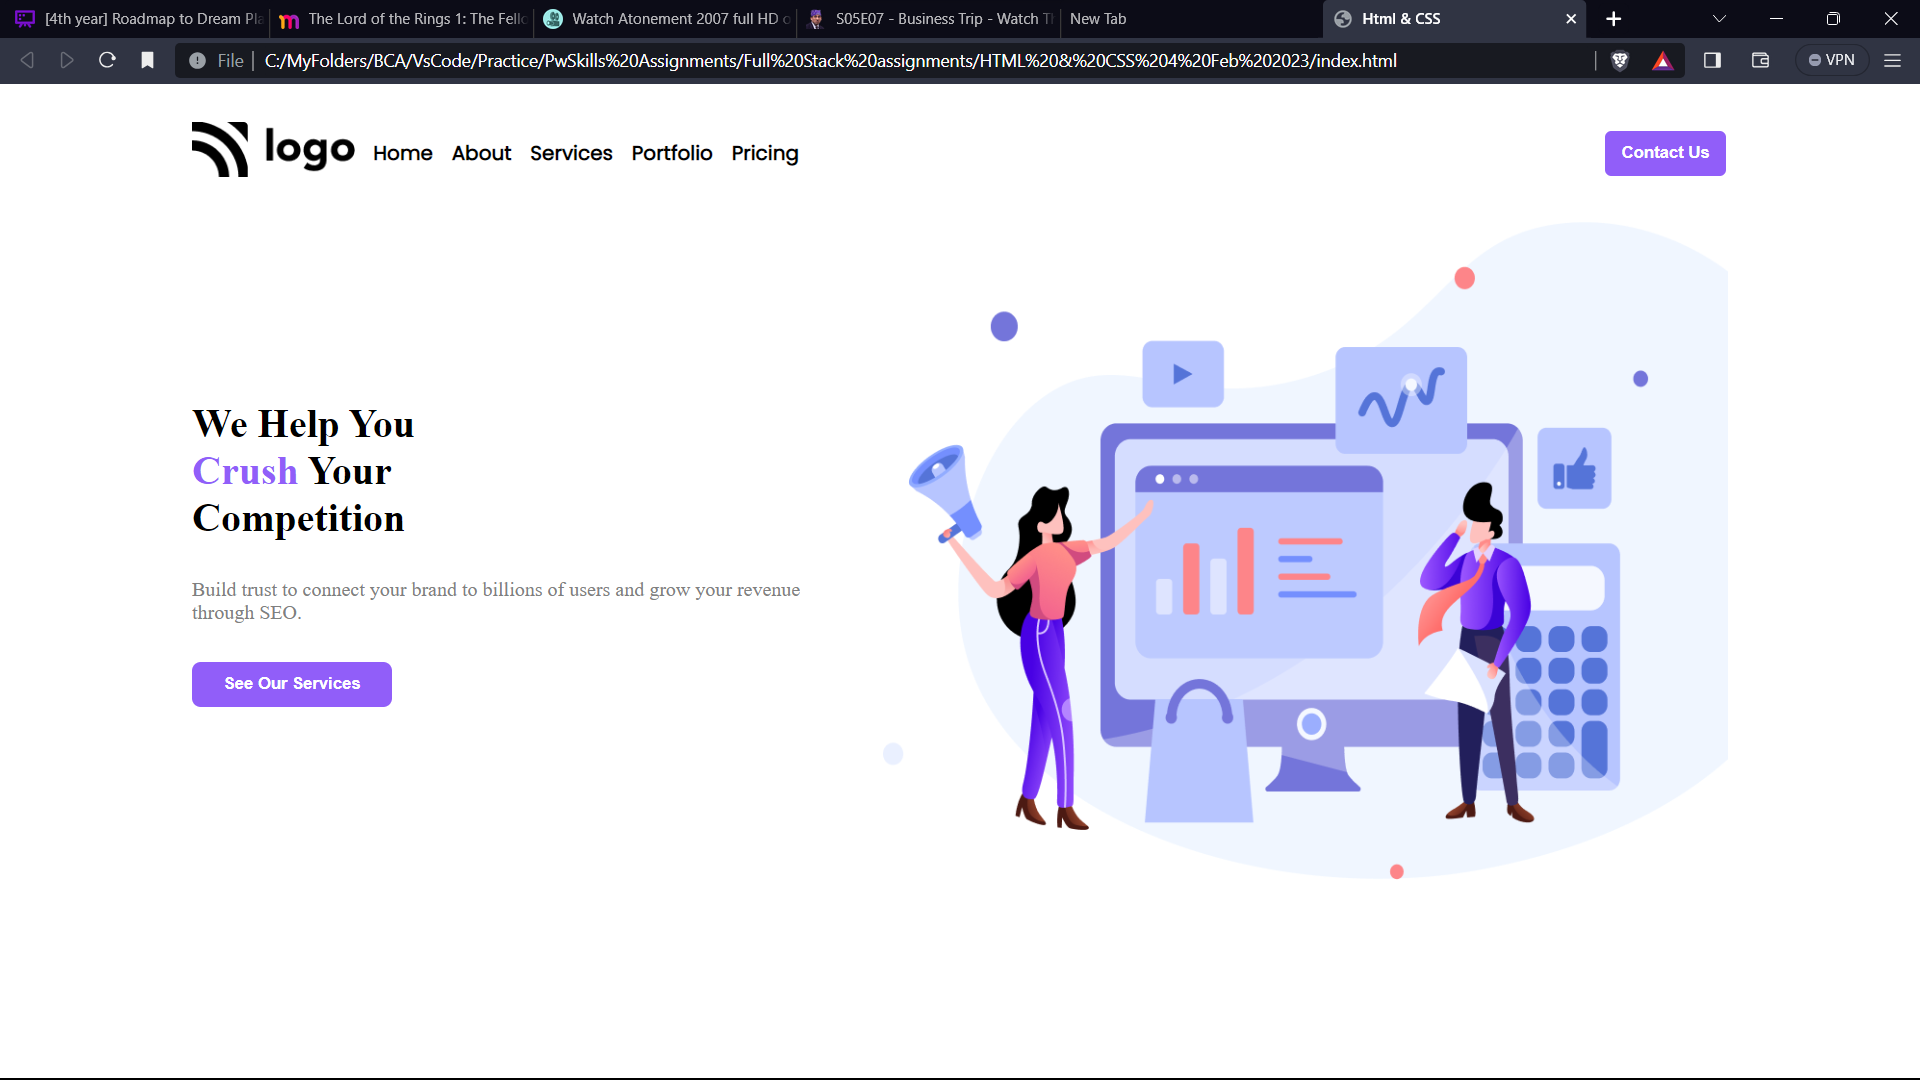 [4th year] Roadmap to Dream Pla
The Lord of the Rings 1: The Fello
Watch Atonement 2007 full HD o
S05E07 - Business Trip - Watch Th
New Tab
Html & CSS
File
C:/MyFolders/BCA/VsCode/Practice/PwSkills%20Assignments/Full%20Stack%20assignments/HTML%20&%20CSS%204%20Feb%202023/index.html
VPN
logo
Home
About
Services
Portfolio
Pricing
Contact Us
We Help You
Crush Your
Competition
Build trust to connect your brand to billions of users and grow your revenue
through SEO.
See Our Services